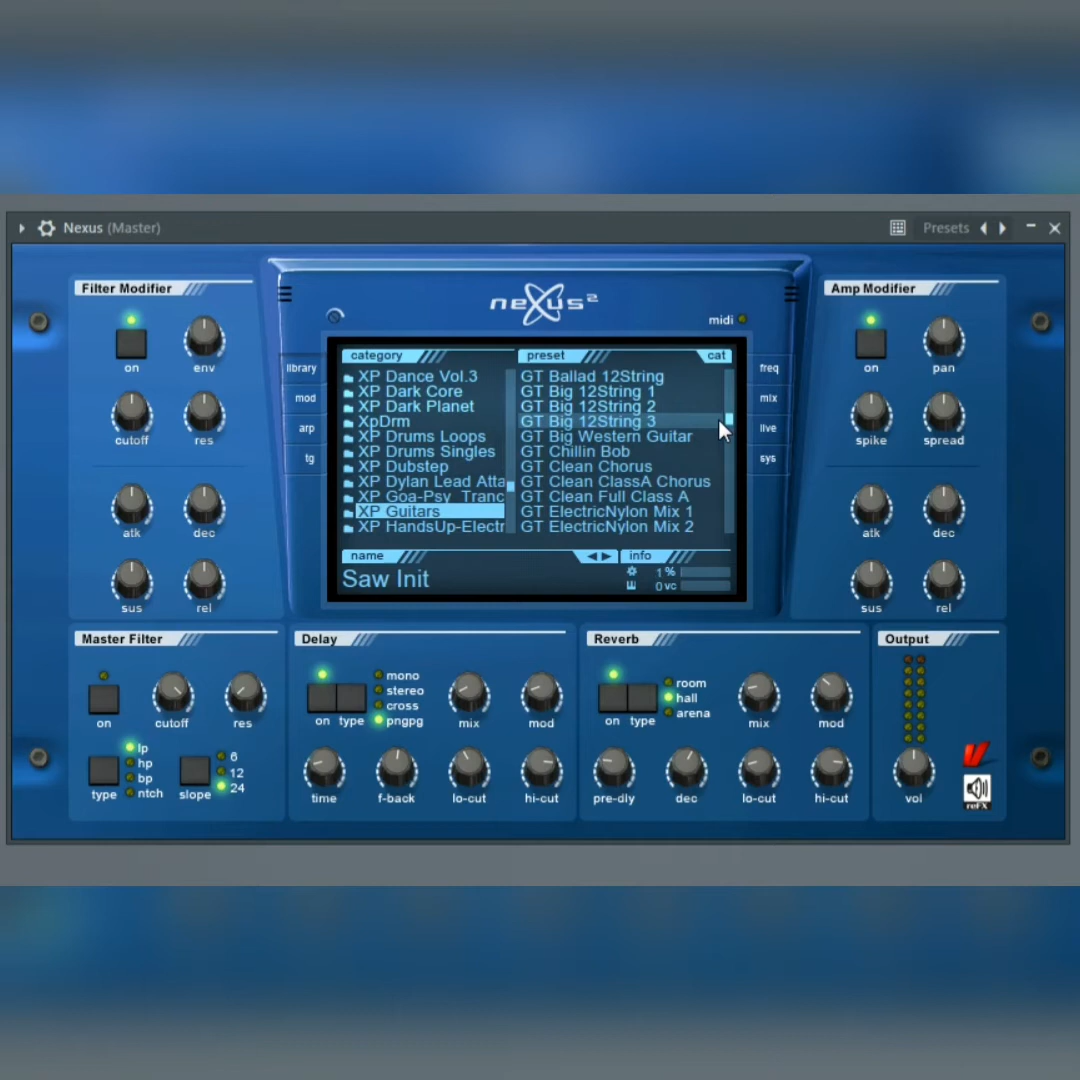 Nexus (Master)
Presets
Filter Modifier
on
env
cutoff
res
atk
dec
sus
rel
nexus²
midi
library
mod
arp
tg
category
XP Dance Vol.3
XP Dark Core
XP Dark Planet
XpDrm
XP Drums Loops
XP Drums Singles
XP Dubstep
XP Dylan Lead Atta
XP Goa-Psy Tranc
XP Guitars
XP HandsUp-Electr
preset
cat
GT Ballad 12String
GT Big 12String 1
GT Big 12String 2
GT Big 12String 3
GT Big Western Guitar
GT Chillin Bob
GT Clean Chorus
GT Clean ClassA Chorus
GT Clean Full Class A
GT ElectricNylon Mix 1
GT ElectricNylon Mix 2
name
info
Saw Init
1 %
0 vc
freq
mix
live
sys
Amp Modifier
on
pan
spike
spread
atk
dec
sus
rel
Master Filter
on
cutoff
res
type
lp
hp
bp
ntch
slope
6
12
24
Delay
on
type
mono
stereo
cross
pngpg
mix
mod
time
f-back
lo-cut
hi-cut
Reverb
on
type
room
hall
arena
mix
mod
pre-dly
dec
lo-cut
hi-cut
Output
vol
reFX